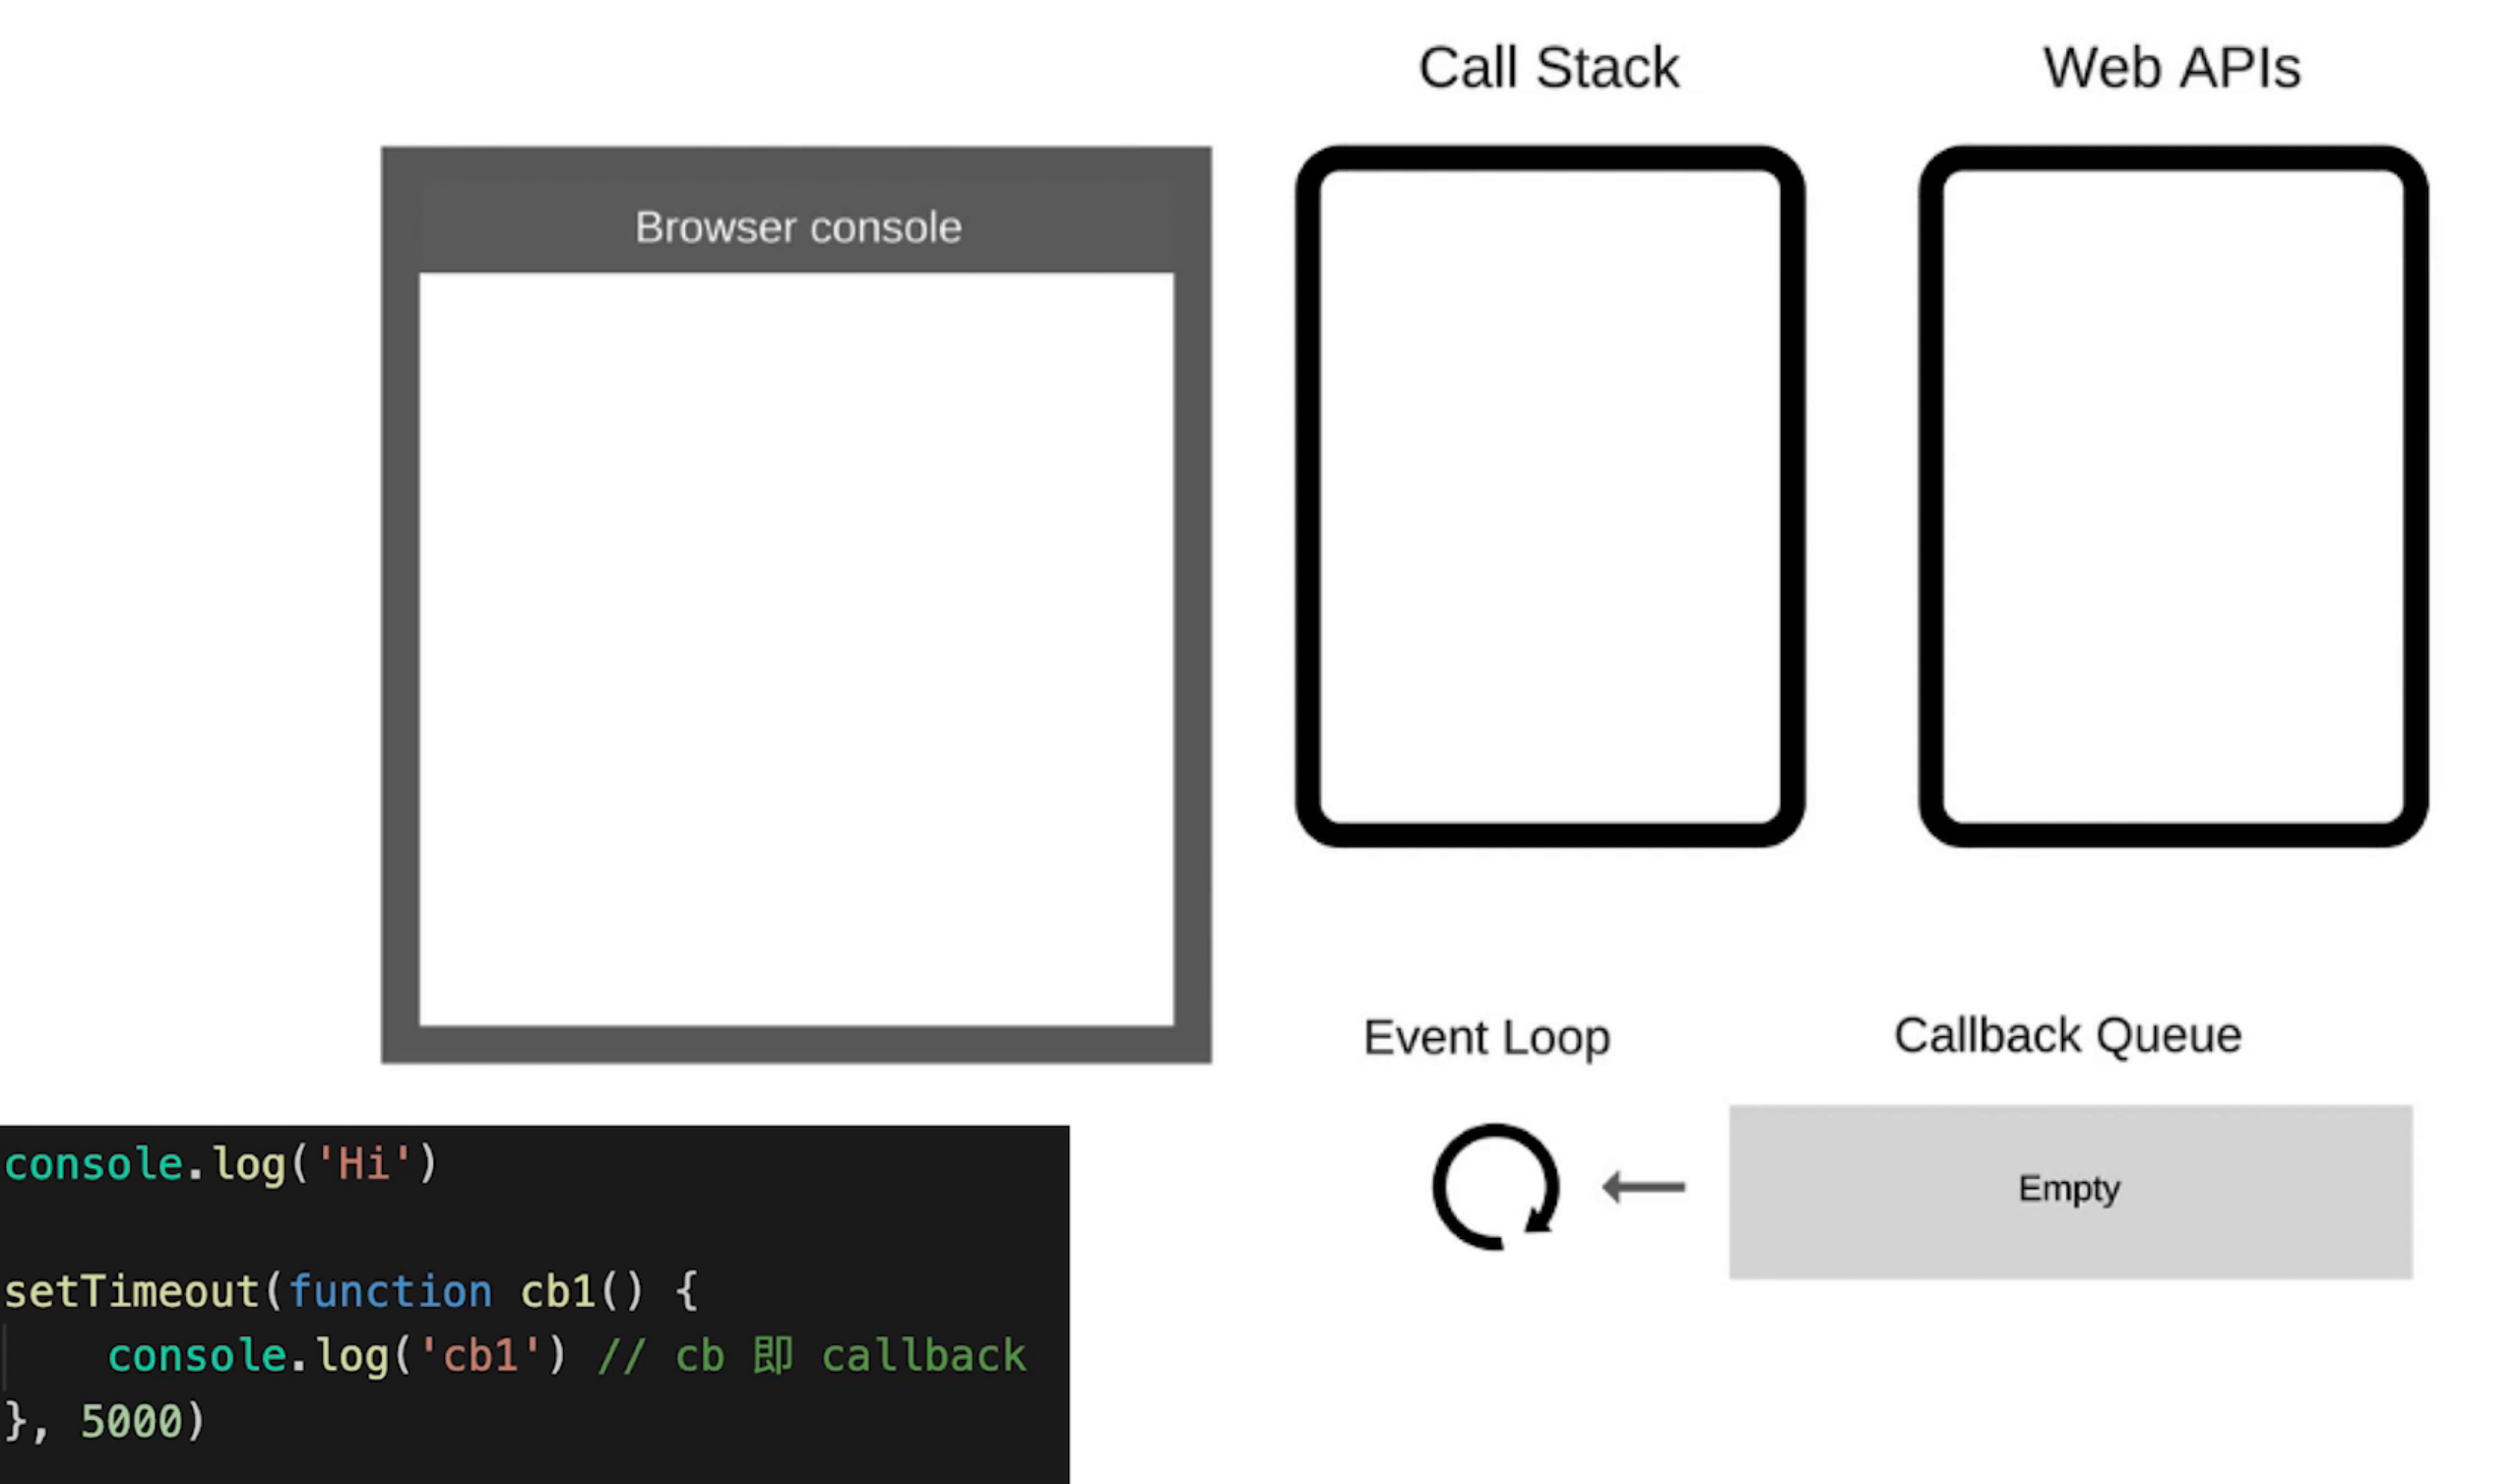 Call Stack
Web APIs
Browser console
Event Loop
Callback Queue
Empty
console.log('Hi')
setTimeout(function cb1() {
    console.log('cb1') // cb 即 callback
}, 5000)